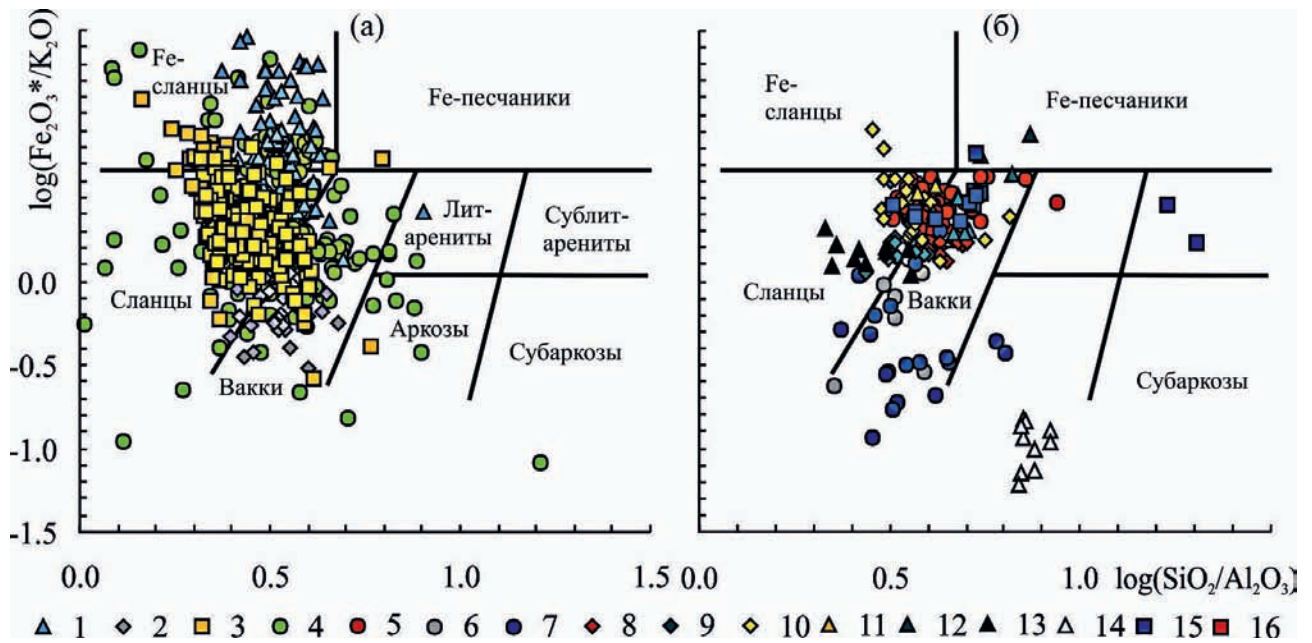 (а)
Fe-
сланцы
Fe-песчаники
Лит-
арениты
Сублит-
арениты
Сланцы
Аркозы
Субаркозы
Вакки
log(Fe₂O₃*/K₂O)
0.0
-0.5
-1.0
-1.5
0.0 0.5 1.0 1.5
(б)
Fe-
сланцы
Fe-песчаники
Сланцы
Вакки
Субаркозы
0.0
0.5 1.0 log(SiO₂/Al₂O₃)
1 2 3 4 5 6 7 8 9 10 11 12 13 14 15 16